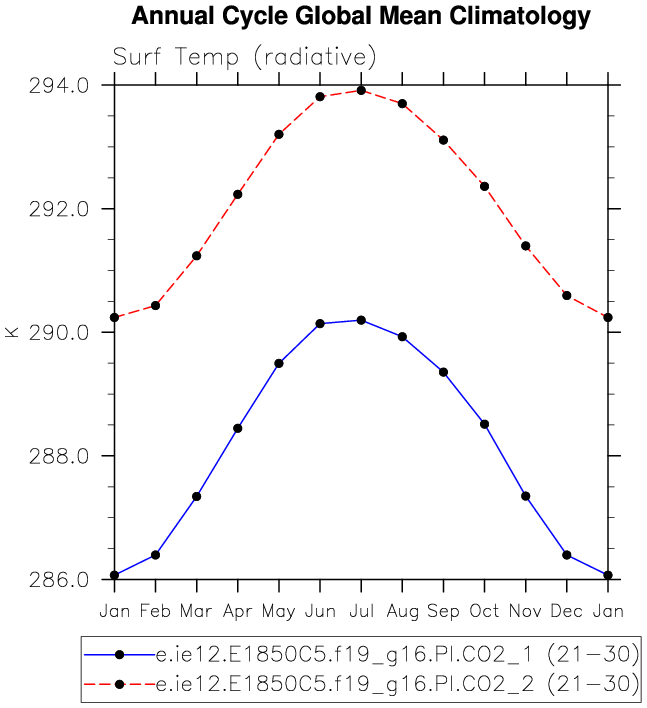 Annual Cycle Global Mean Climatology
Surf Temp (radiative)
294.0
292.0
290.0
288.0
286.0
K
Jan Feb Mar Apr May Jun Jul Aug Sep Oct Nov Dec Jan
e.ie12.E1850C5.f19_g16.PI.CO2_1 (21-30)
e.ie12.E1850C5.f19_g16.PI.CO2_2 (21-30)